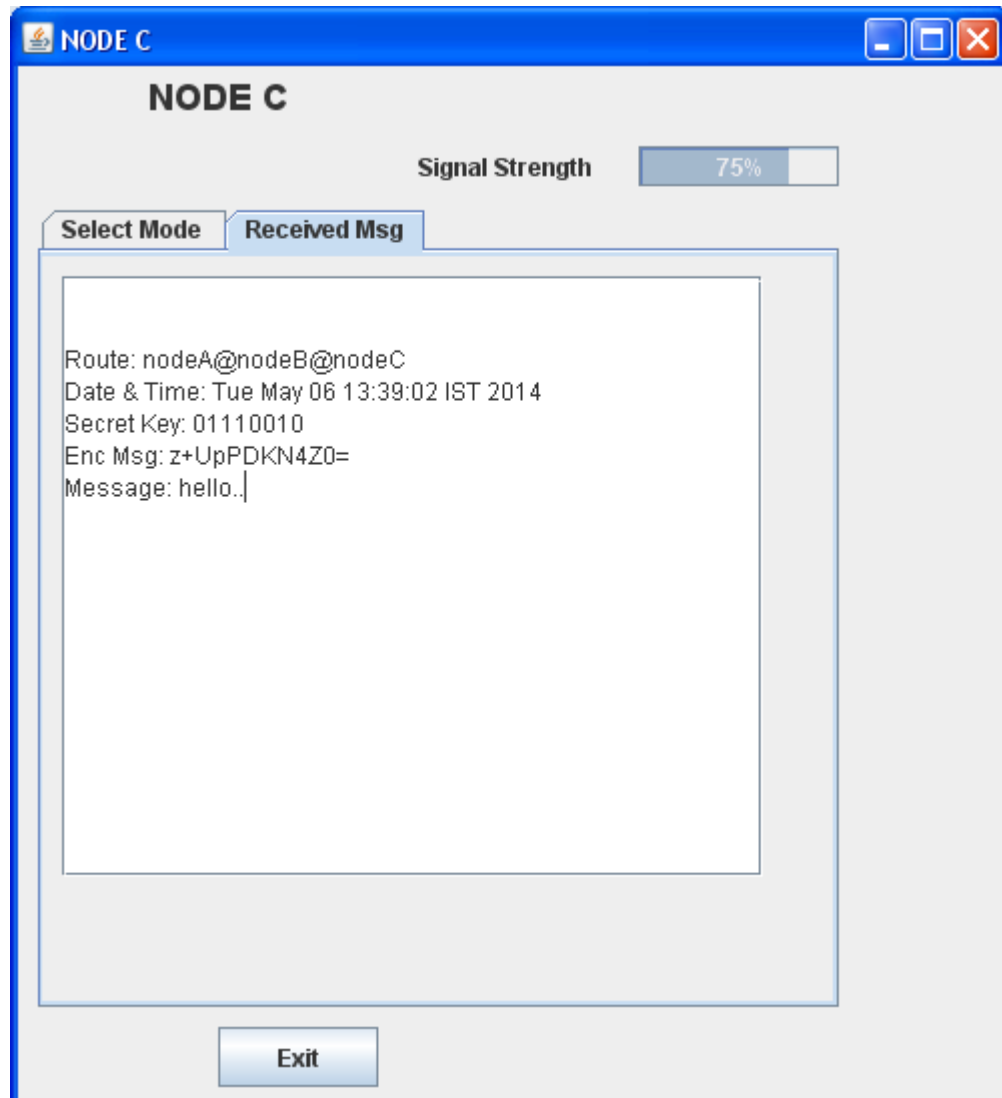 NODE C
NODE C
Signal Strength 75%
Select Mode Received Msg
Route: nodeA@nodeB@nodeC
Date & Time: Tue May 06 13:39:02 IST 2014
Secret Key: 01110010
Enc Msg: z+UpPDKN4Z0=
Message: hello..
Exit